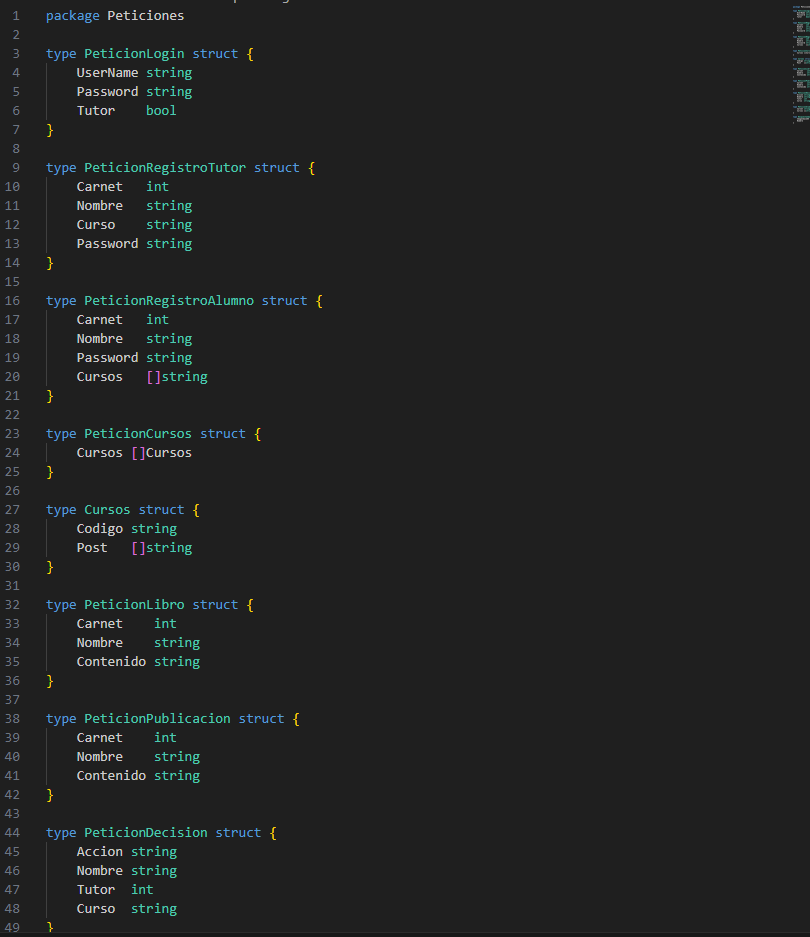 1 package Peticiones
2
3 type PeticionLogin struct {
4     UserName string
5     Password string
6     Tutor    bool
7 }
8
9 type PeticionRegistroTutor struct {
10     Carnet   int
11     Nombre   string
12     Curso    string
13     Password string
14 }
15
16 type PeticionRegistroAlumno struct {
17     Carnet   int
18     Nombre   string
19     Password string
20     Cursos   []string
21 }
22
23 type PeticionCursos struct {
24     Cursos []Cursos
25 }
26
27 type Cursos struct {
28     Codigo string
29     Post   []string
30 }
31
32 type PeticionLibro struct {
33     Carnet    int
34     Nombre    string
35     Contenido string
36 }
37
38 type PeticionPublicacion struct {
39     Carnet    int
40     Nombre    string
41     Contenido string
42 }
43
44 type PeticionDecision struct {
45     Accion string
46     Nombre string
47     Tutor  int
48     Curso  string
49 }